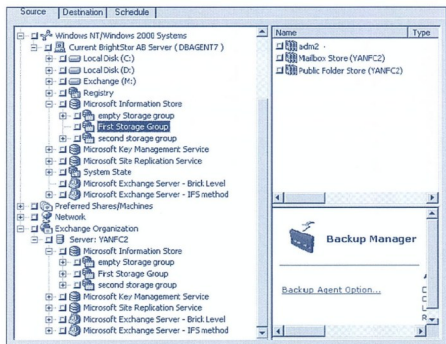 Source
Destination
Schedule
Windows NT/Windows 2000 Systems
Current BrightStor AB Server ( DBAGENT7 )
Local Disk (C:)
Local Disk (D:)
Exchange (M:)
Registry
Microsoft Information Store
empty Storage group
First Storage Group
second storage group
Microsoft Key Management Service
Microsoft Site Replication Service
System State
Microsoft Exchange Server - Brick Level
Microsoft Exchange Server - IFS method
Preferred Shares/Machines
Network
Exchange Organization
Server: YANFC2
Microsoft Information Store
empty Storage Group
First Storage Group
second storage Group
Microsoft Key Management Service
Microsoft Site Replication Service
Microsoft Exchange Server - Brick Level
Microsoft Exchange Server - IFS method
Name
Type
adm2
Mailbox Store (YANFC2)
Public Folder Store (YANFC2)
Backup Manager
Backup Agent Option...